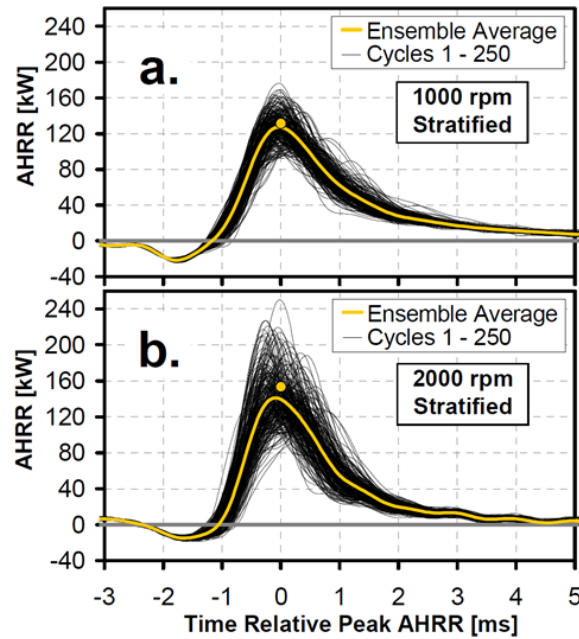 a.
Ensemble Average
Cycles 1 - 250
1000 rpm
Stratified
AHRR [kW]
240
200
160
120
80
40
0
-40
b.
Ensemble Average
Cycles 1 - 250
2000 rpm
Stratified
AHRR [kW]
240
200
160
120
80
40
0
-40
-3 -2 -1 0 1 2 3 4 5
Time Relative Peak AHRR [ms]